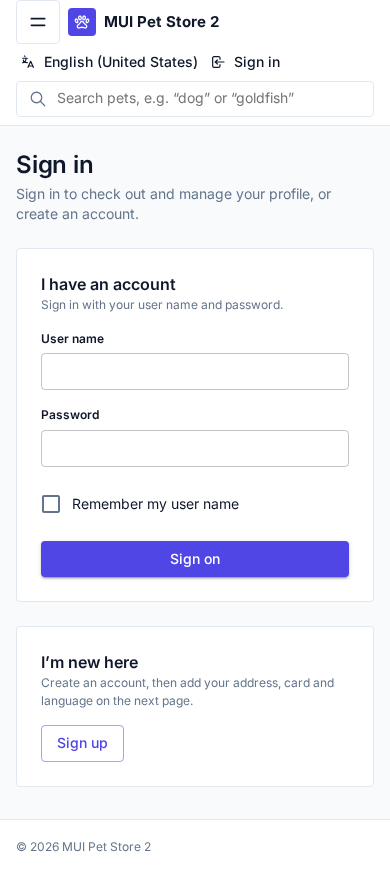 MUI Pet Store 2
English (United States) Sign in
Search pets, e.g. “dog” or “goldfish”
Sign in
Sign in to check out and manage your profile, or
create an account.
I have an account
Sign in with your user name and password.
User name
Password
Remember my user name
Sign on
I’m new here
Create an account, then add your address, card and
language on the next page.
Sign up
© 2026 MUI Pet Store 2